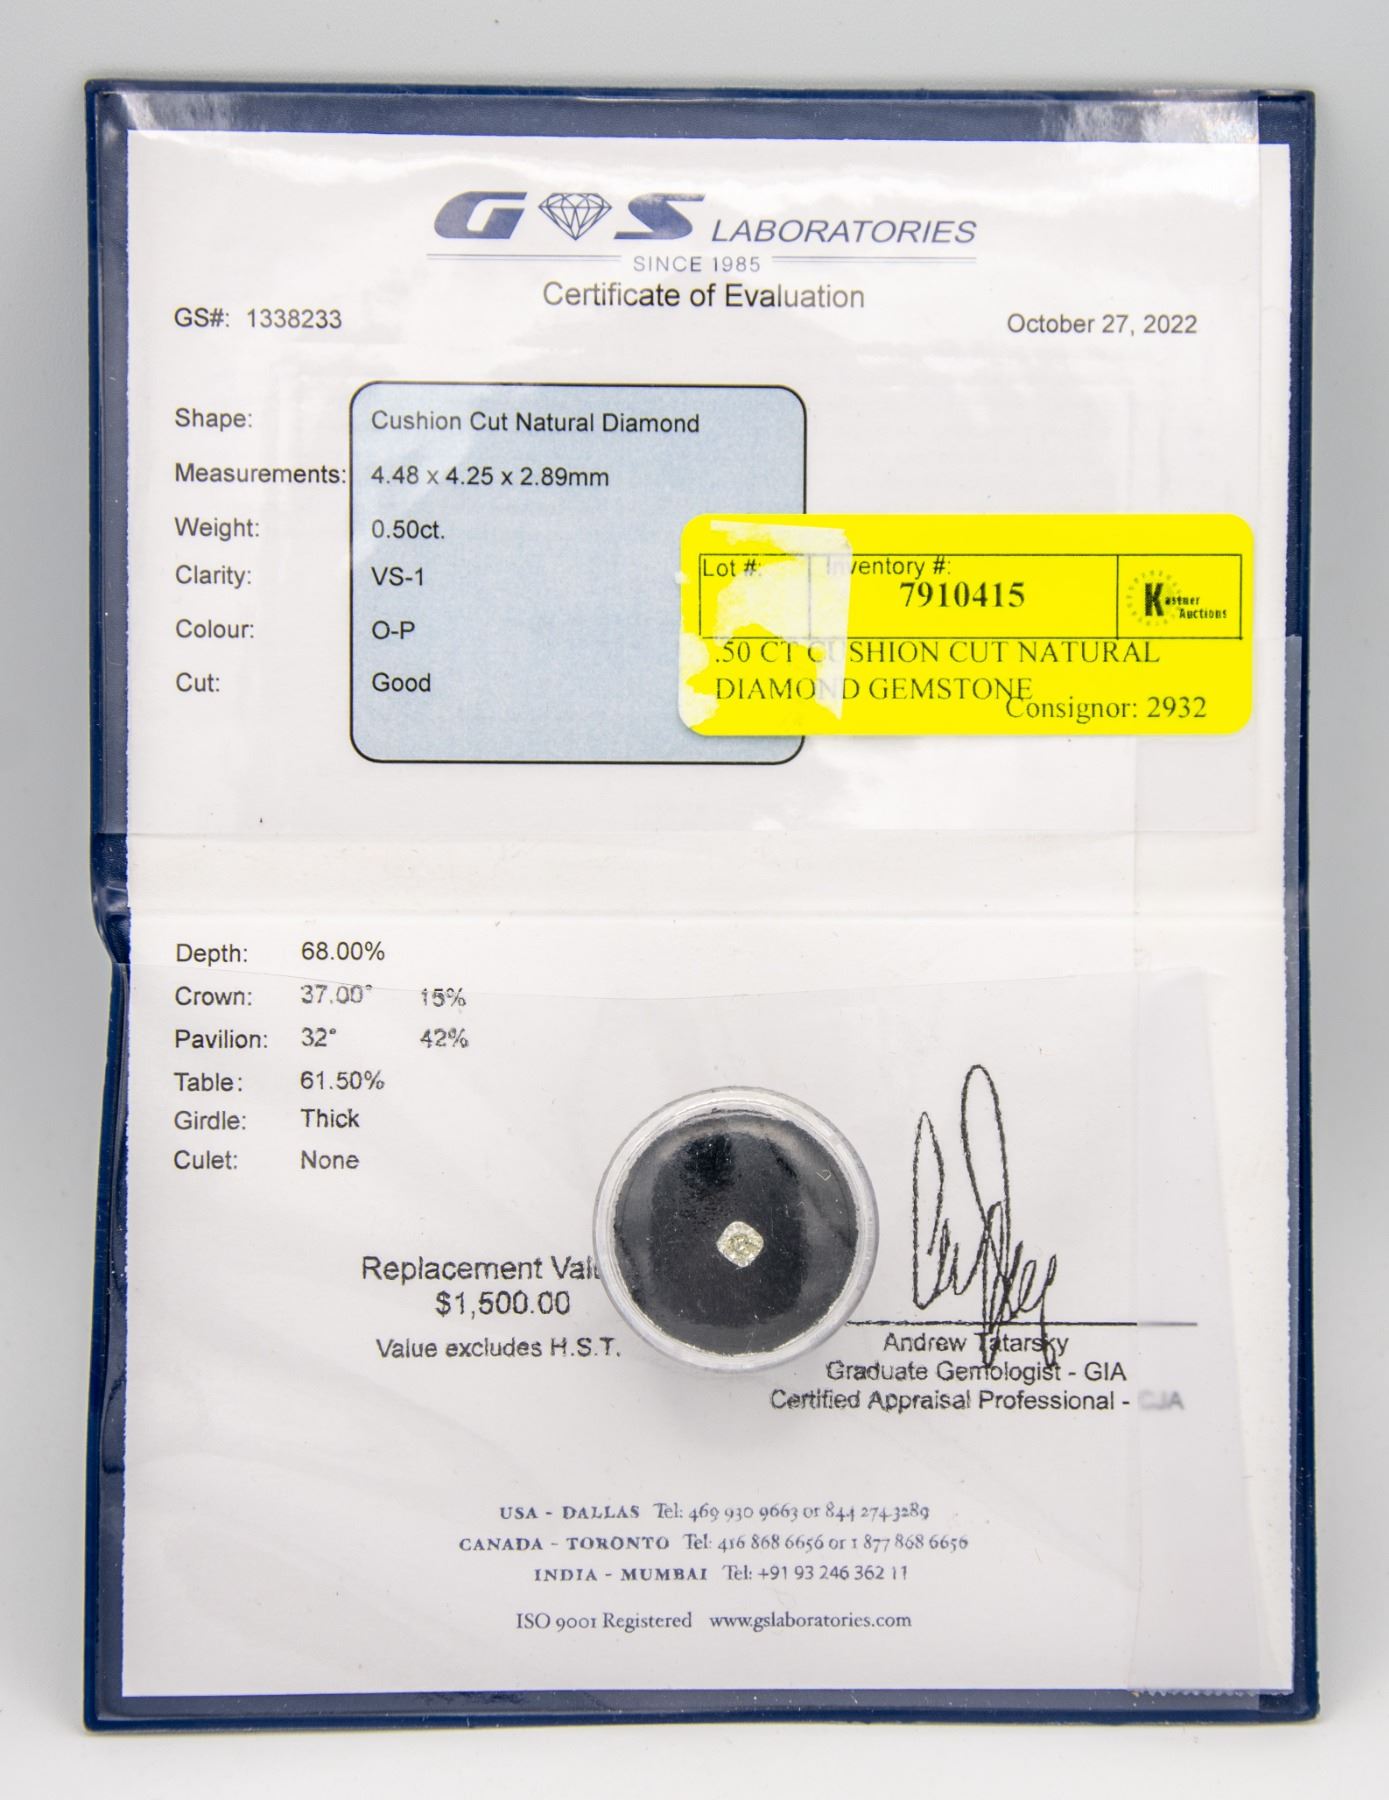 GS LABORATORIES
SINCE 1985
Certificate of Evaluation
GS#: 1338233
October 27, 2022
Shape: Cushion Cut Natural Diamond
Measurements: 4.48 x 4.25 x 2.89mm
Weight: 0.50ct.
Clarity: VS-1
Colour: O-P
Cut: Good
Lot #: Inventory #:
7910415
Kastner
Auctions
.50 CT CUSHION CUT NATURAL
DIAMOND GEMSTONE
Consignor: 2932
Depth: 68.00%
Crown: 37.00° 15%
Pavilion: 32° 42%
Table: 61.50%
Girdle: Thick
Culet: None
Replacement Val
$1,500.00
Value excludes H.S.T.
Andrew Tatarsky
Graduate Gemologist - GIA
Certified Appraisal Professional - CJA
USA - DALLAS Tel: 469 930 9663 or 844 274-3289
CANADA - TORONTO Tel: 416 868 6656 or 1 877 868 6656
INDIA - MUMBAI Tel: +91 93 246 362 11
ISO 9001 Registered www.gslaboratories.com